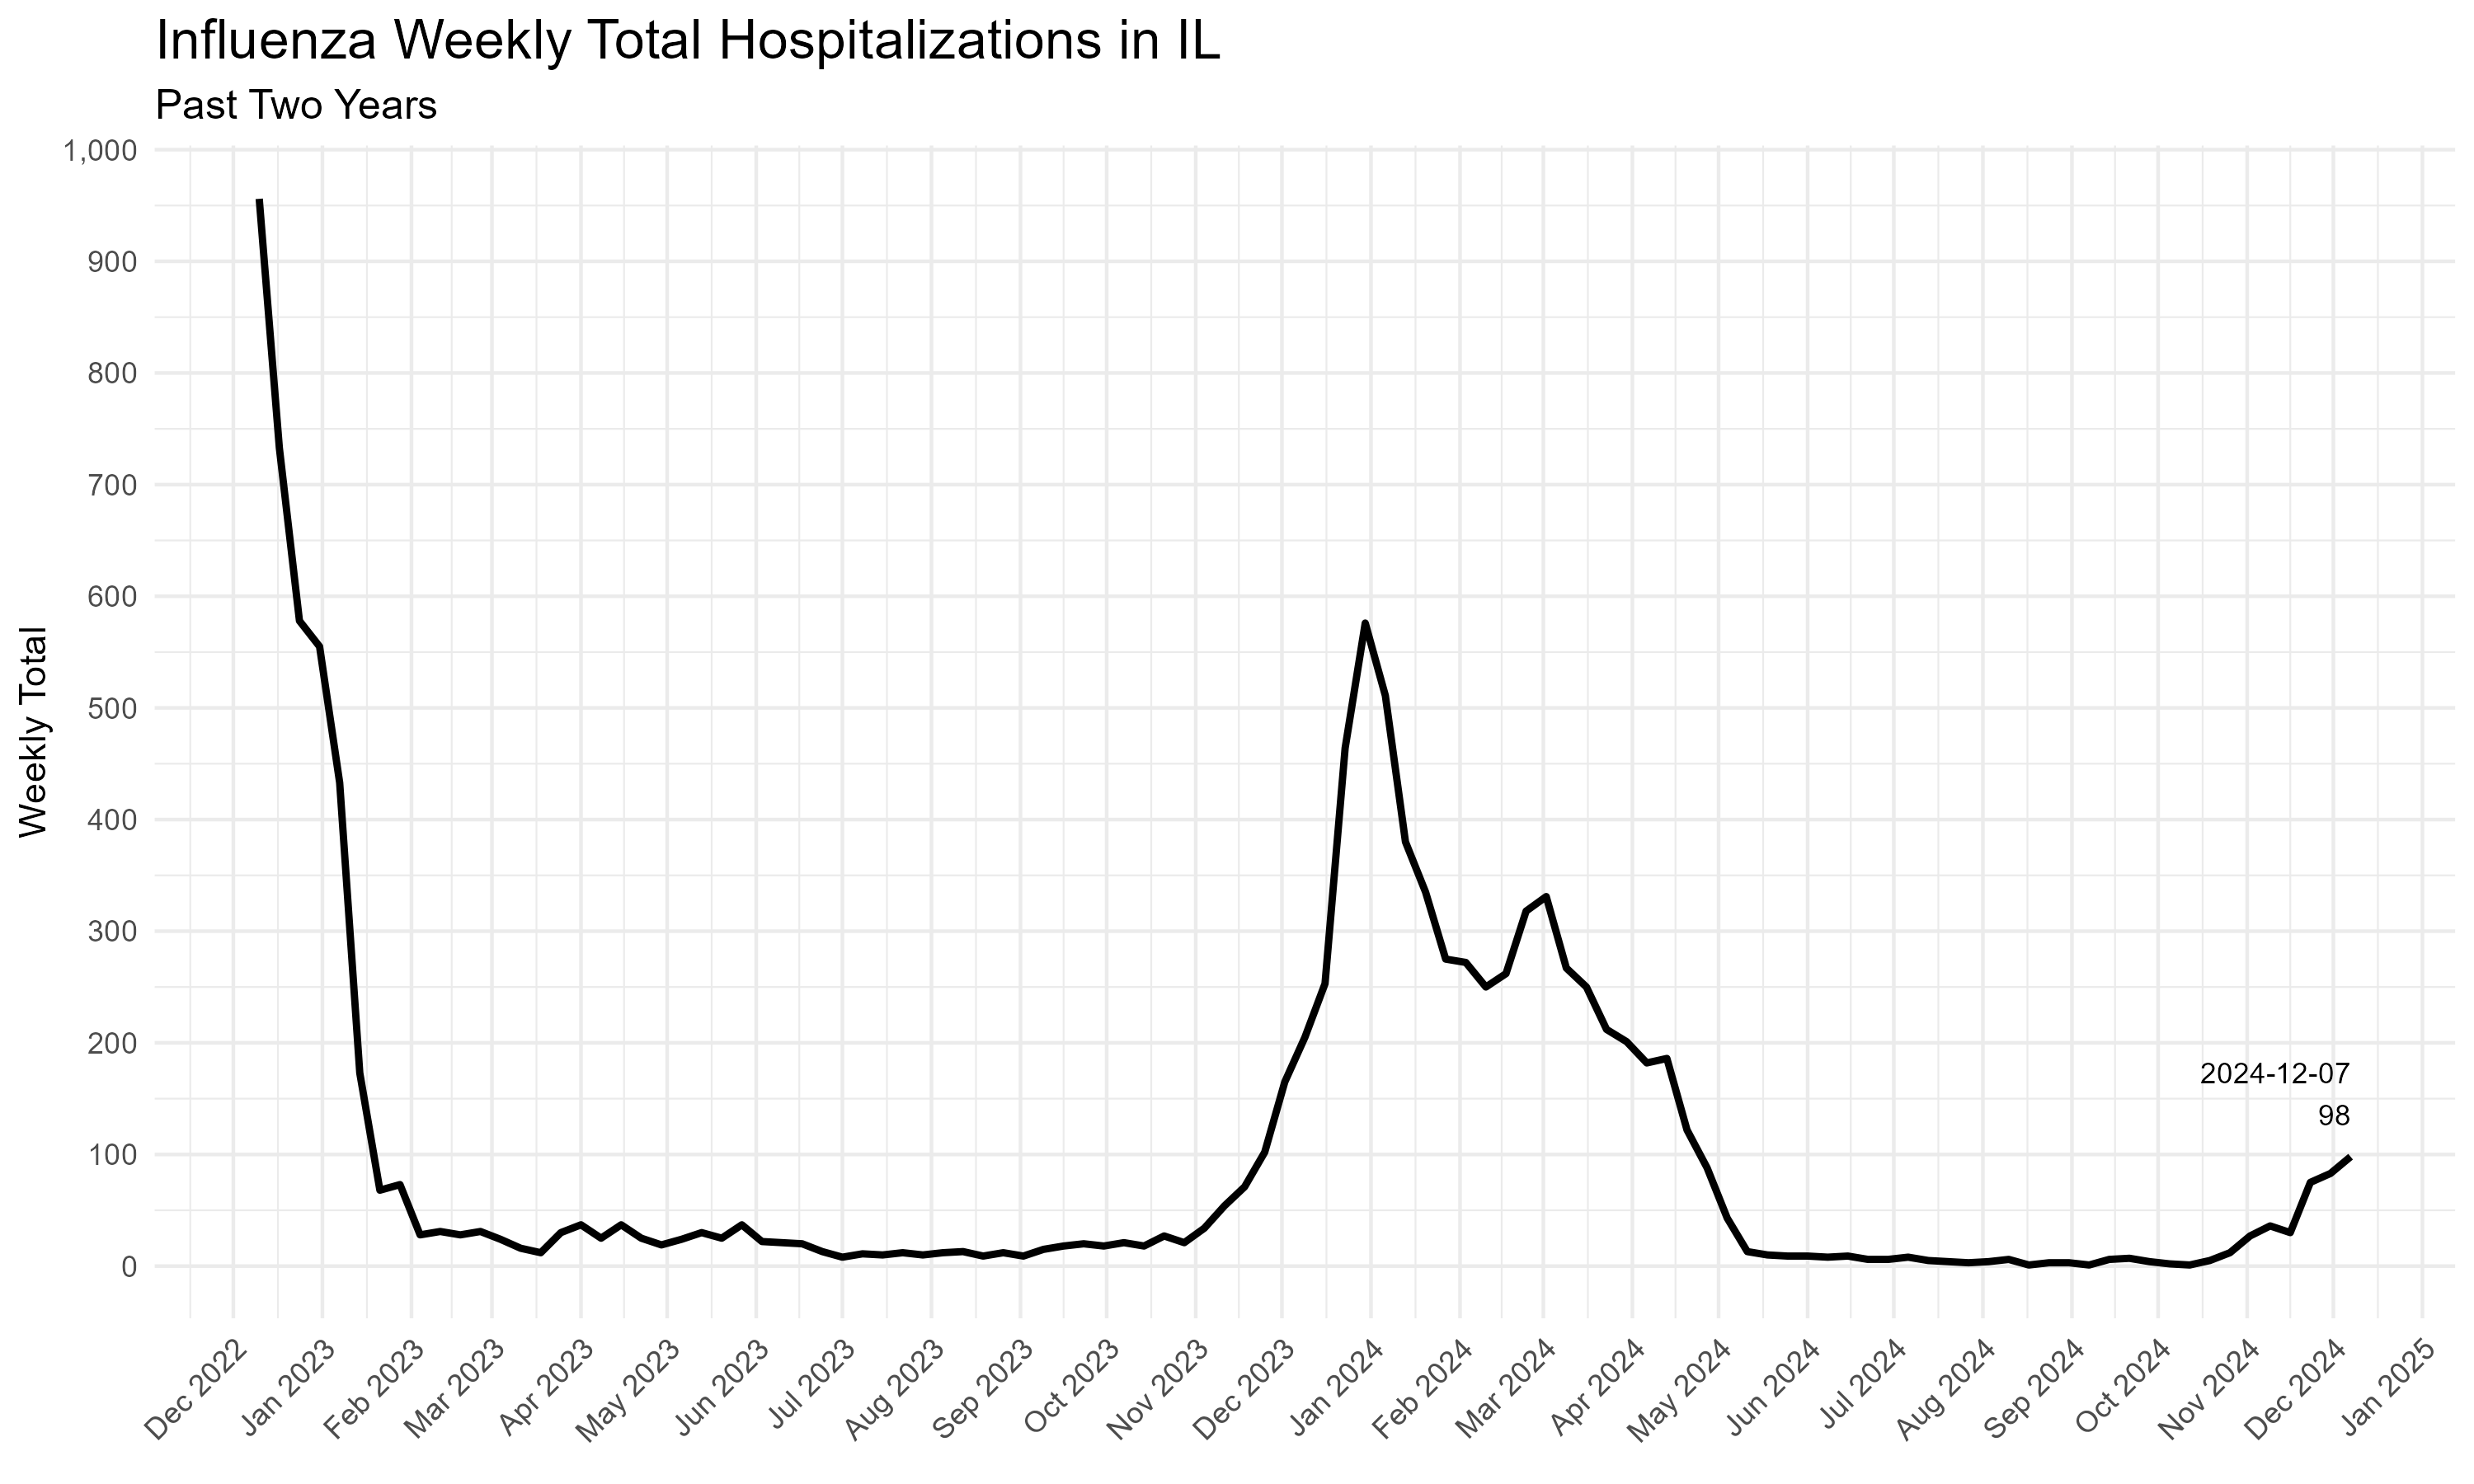 Influenza Weekly Total Hospitalizations in IL
Past Two Years
Weekly Total
1,000
900
800
700
600
500
400
300
200
100
0
2024-12-07
98
Dec 2022
Jan 2023
Feb 2023
Mar 2023
Apr 2023
May 2023
Jun 2023
Jul 2023
Aug 2023
Sep 2023
Oct 2023
Nov 2023
Dec 2023
Jan 2024
Feb 2024
Mar 2024
Apr 2024
May 2024
Jun 2024
Jul 2024
Aug 2024
Sep 2024
Oct 2024
Nov 2024
Dec 2024
Jan 2025